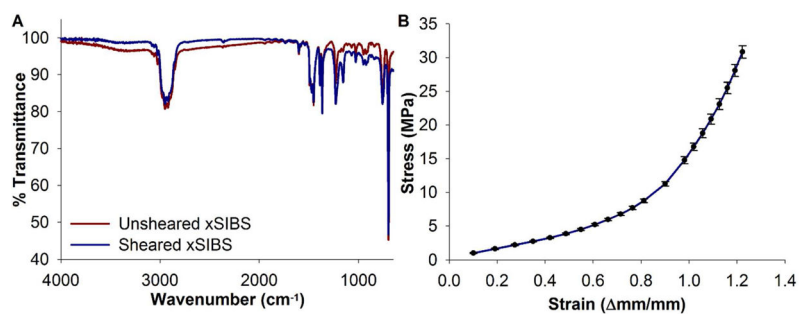 A
% Transmittance
100
90
80
70
60
50
40
Unsheared xSIBS
Sheared xSIBS
4000 3000 2000 1000
Wavenumber (cm⁻¹)
B
Stress (MPa)
35
30
25
20
15
10
5
0
0.0 0.2 0.4 0.6 0.8 1.0 1.2 1.4
Strain (Δmm/mm)